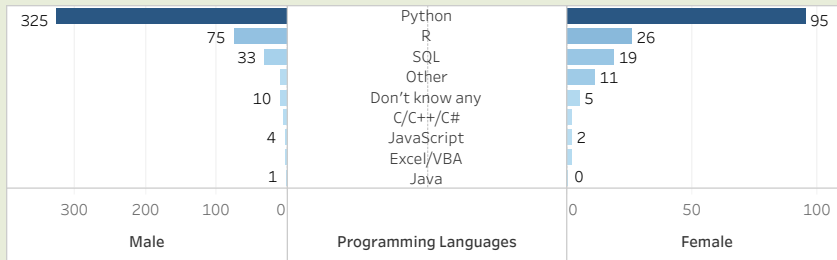 325 Python 95
75 R 26
33 SQL 19
Other 11
10 Don't know any 5
C/C++/C#
4 JavaScript 2
Excel/VBA
1 Java 0
300 200 100 0 0 50 100
Male Programming Languages Female